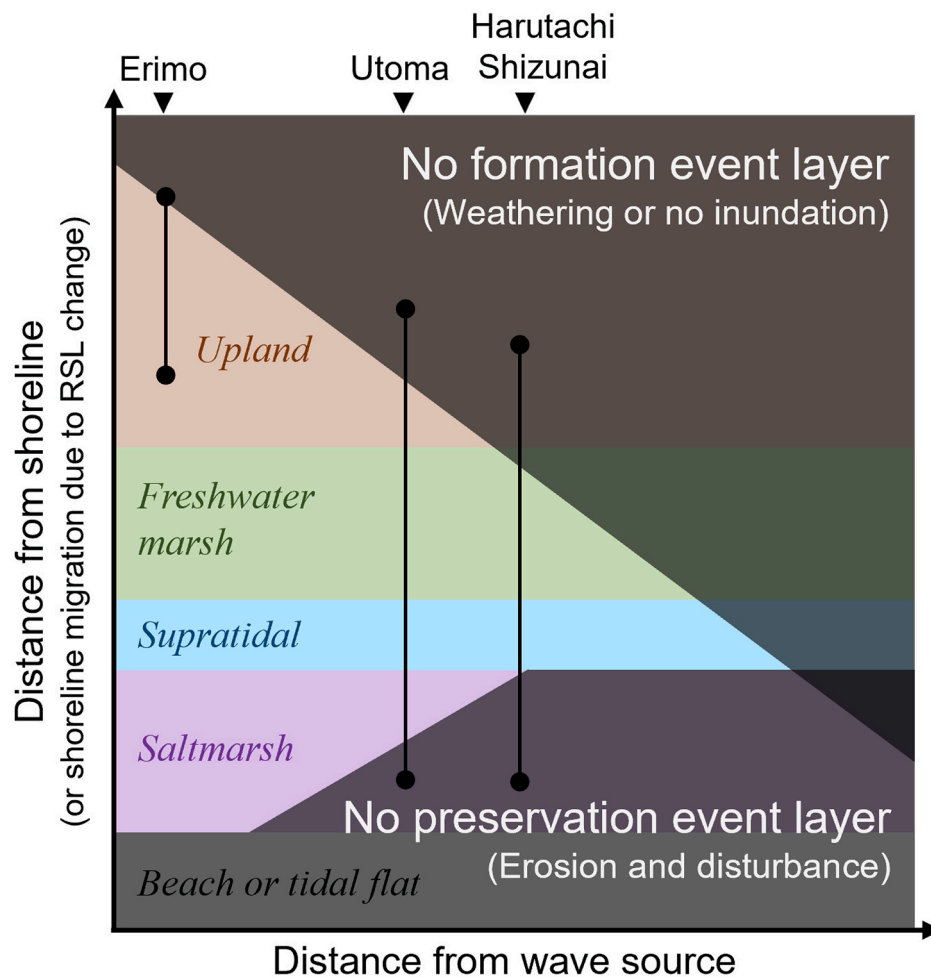 Harutachi
Erimo Utoma Shizunai
No formation event layer
(Weathering or no inundation)
Upland
Freshwater
marsh
Supratidal
Saltmarsh
No preservation event layer
(Erosion and disturbance)
Beach or tidal flat
Distance from shoreline
(or shoreline migration due to RSL change)
Distance from wave source